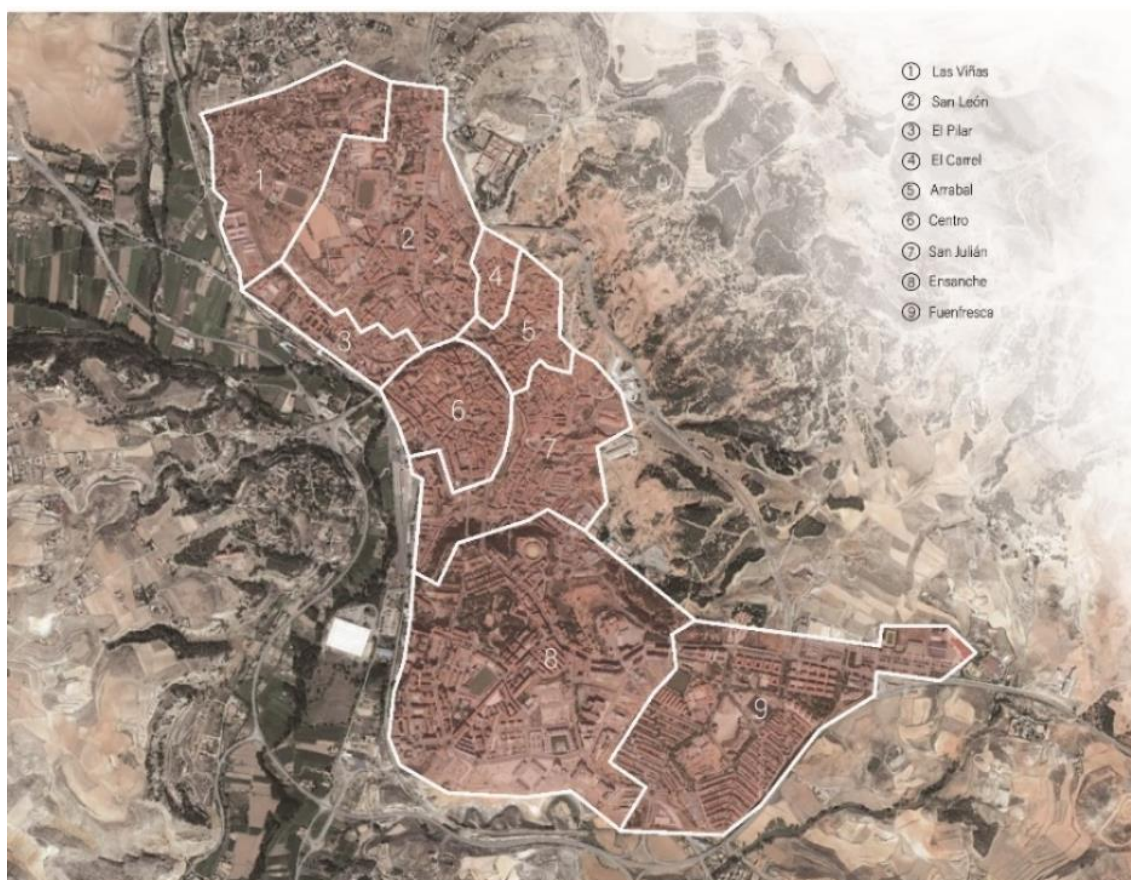 ① Las Viñas
② San León
③ El Pilar
④ El Carrel
⑤ Arrabal
⑥ Centro
⑦ San Julián
⑧ Ensanche
⑨ Fuenfresca
1
2
4
3
5
6
7
8
9